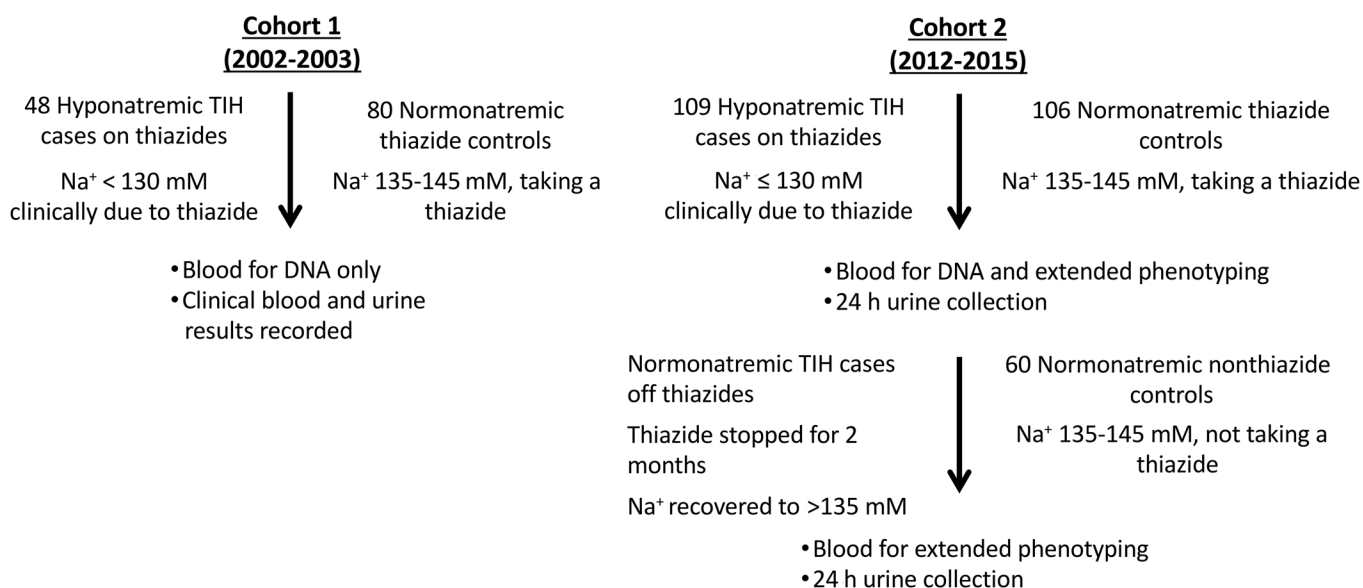 Cohort 1
(2002-2003)
48 Hyponatremic TIH
cases on thiazides
Na⁺ < 130 mM
clinically due to thiazide
80 Normonatremic
thiazide controls
Na⁺ 135-145 mM, taking a
thiazide
•Blood for DNA only
•Clinical blood and urine
results recorded
Cohort 2
(2012-2015)
109 Hyponatremic TIH
cases on thiazides
Na⁺ ≤ 130 mM
clinically due to thiazide
106 Normonatremic thiazide
controls
Na⁺ 135-145 mM, taking a thiazide
•Blood for DNA and extended phenotyping
•24 h urine collection
Normonatremic TIH cases
off thiazides
Thiazide stopped for 2
months
Na⁺ recovered to >135 mM
60 Normonatremic nonthiazide
controls
Na⁺ 135-145 mM, not taking a
thiazide
•Blood for extended phenotyping
•24 h urine collection